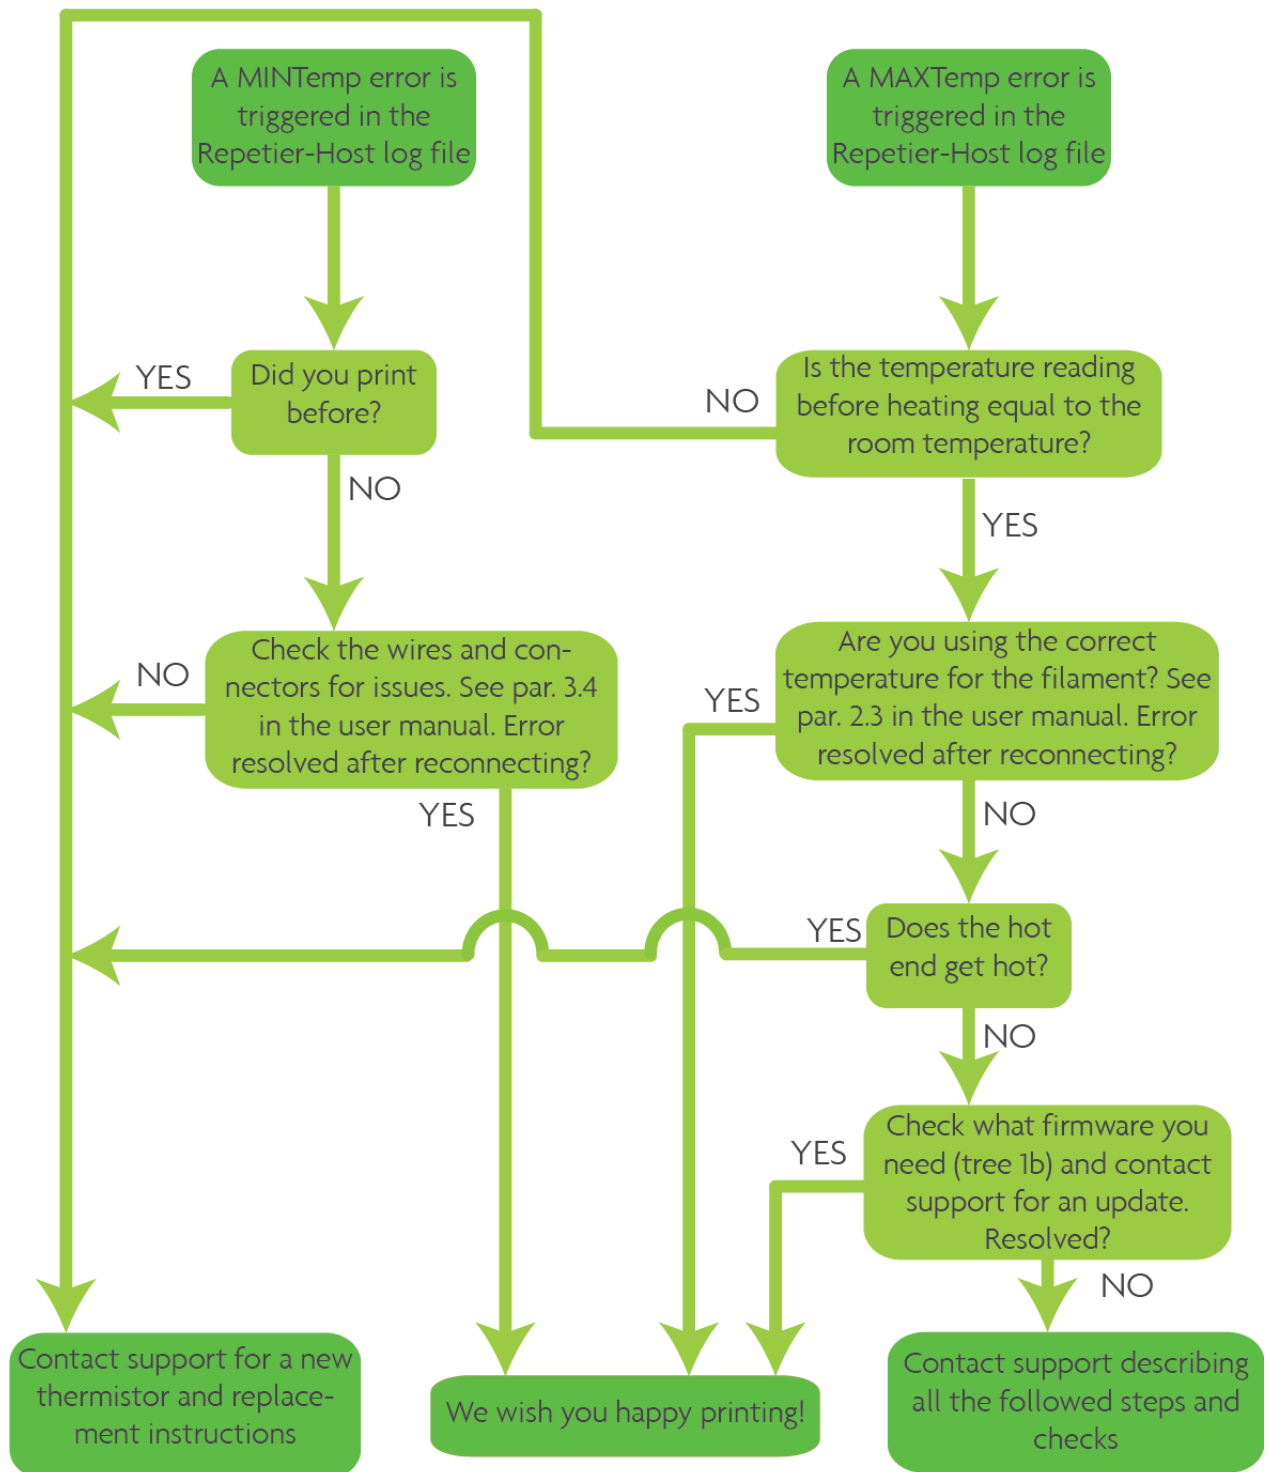 A MINTemp error is
triggered in the
Repetier-Host log file
A MAXTemp error is
triggered in the
Repetier-Host log file
YES
Did you print
before?
NO
NO
Is the temperature reading
before heating equal to the
room temperature?
YES
NO
Check the wires and con-
nectors for issues. See par. 3.4
in the user manual. Error
resolved after reconnecting?
YES
YES
Are you using the correct
temperature for the filament? See
par. 2.3 in the user manual. Error
resolved after reconnecting?
NO
YES
Does the hot
end get hot?
NO
YES
Check what firmware you
need (tree 1b) and contact
support for an update.
Resolved?
NO
Contact support for a new
thermistor and replace-
ment instructions
We wish you happy printing!
Contact support describing
all the followed steps and
checks